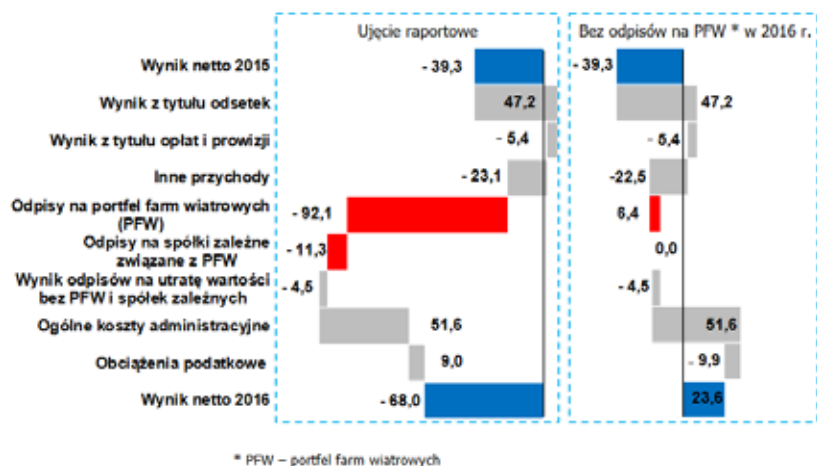 Ujęcie raportowe
Bez odpisów na PFW * w 2016 r.
Wynik netto 2015
- 39,3
- 39,3
Wynik z tytułu odsetek
47,2
47,2
Wynik z tytułu opłat i prowizji
- 5,4
- 5,4
Inne przychody
- 23,1
-22,5
Odpisy na portfel farm wiatrowych
(PFW)
- 92,1
6,4
Odpisy na spółki zależne
związane z PFW
- 11,3
0,0
Wynik odpisów na utratę wartości
bez PFW i spółek zależnych
- 4,5
- 4,5
Ogólne koszty administracyjne
51,6
51,6
Obciążenia podatkowe
9,0
- 9,9
Wynik netto 2016
- 68,0
23,6
* PFW – portfel farm wiatrowych